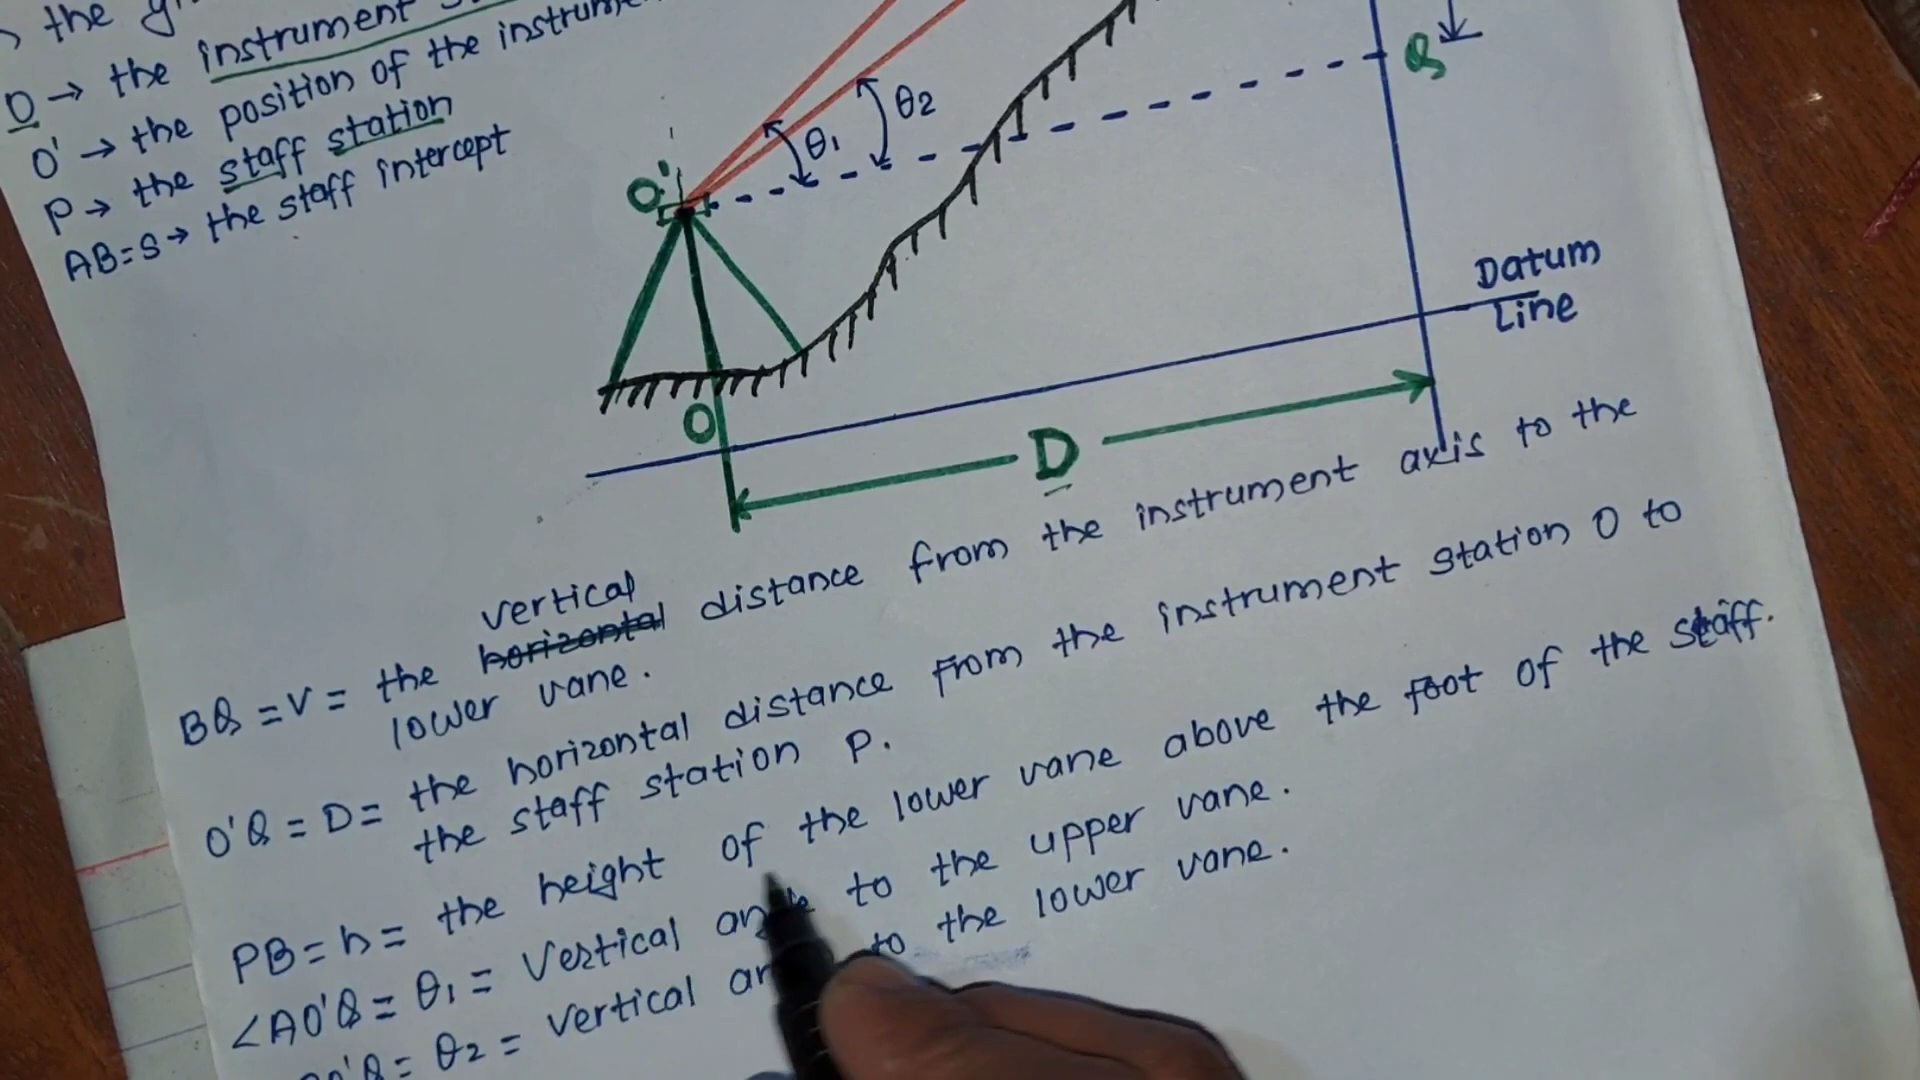 the
O → the instrument
O' → the position of the instrument
P → the staff station
AB=S → the staff intercept
θ2
θ1
O'
Q
Datum
Line
O
D
vertical
BQ = V = the horizontal distance from the instrument axis to the
lower vane.
O'Q = D = the horizontal distance from the instrument station O to
the staff station P.
PB = h = the height of the lower vane above the foot of the staff.
∠AO'Q = θ1 = Vertical angle to the upper vane.
O'Q = θ2 = vertical to the lower vane.